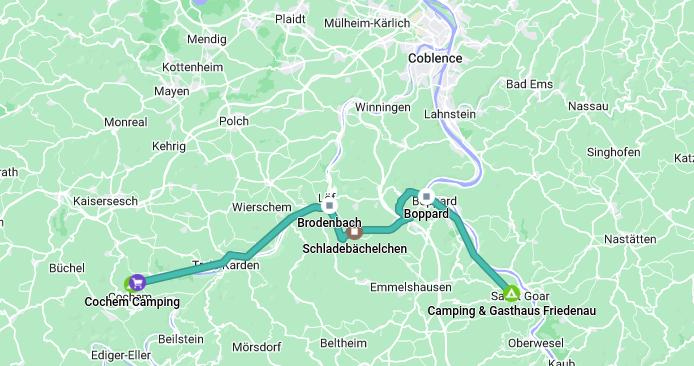 Plaidt
Mülheim-Kärlich
Mendig
Coblence
Kottenheim
Bad Ems
Mayen
Winningen
Nassau
Monreal
Polch
Lahnstein
Kehrig
Singhofen
Kaisersesch
Wierschem
Löf
Boppard
Boppard
Brodenbach
Nastätten
Schladebächelchen
Büchel
Treis-Karden
Emmelshausen
Cochem
Cochem Camping
Sankt Goar
Camping & Gasthaus Friedenau
Beilstein
Mörsdorf
Beltheim
Oberwesel
Ediger-Eller
Kaub